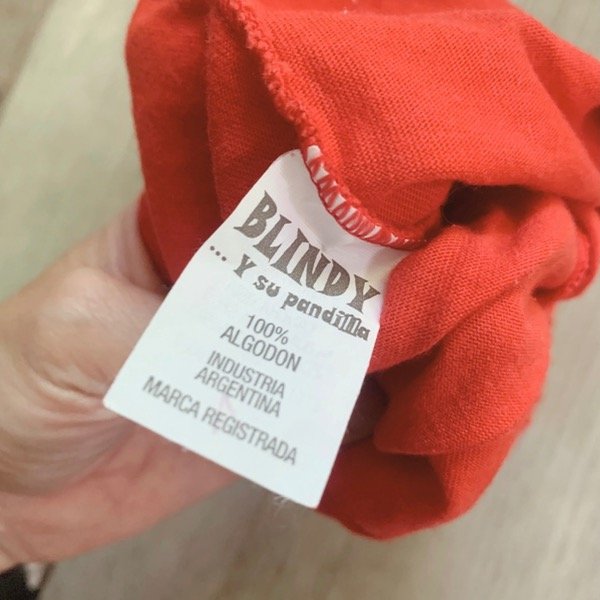 BLINDY
... Y su pandilla
100%
ALGODON
INDUSTRIA
ARGENTINA
MARCA REGISTRADA